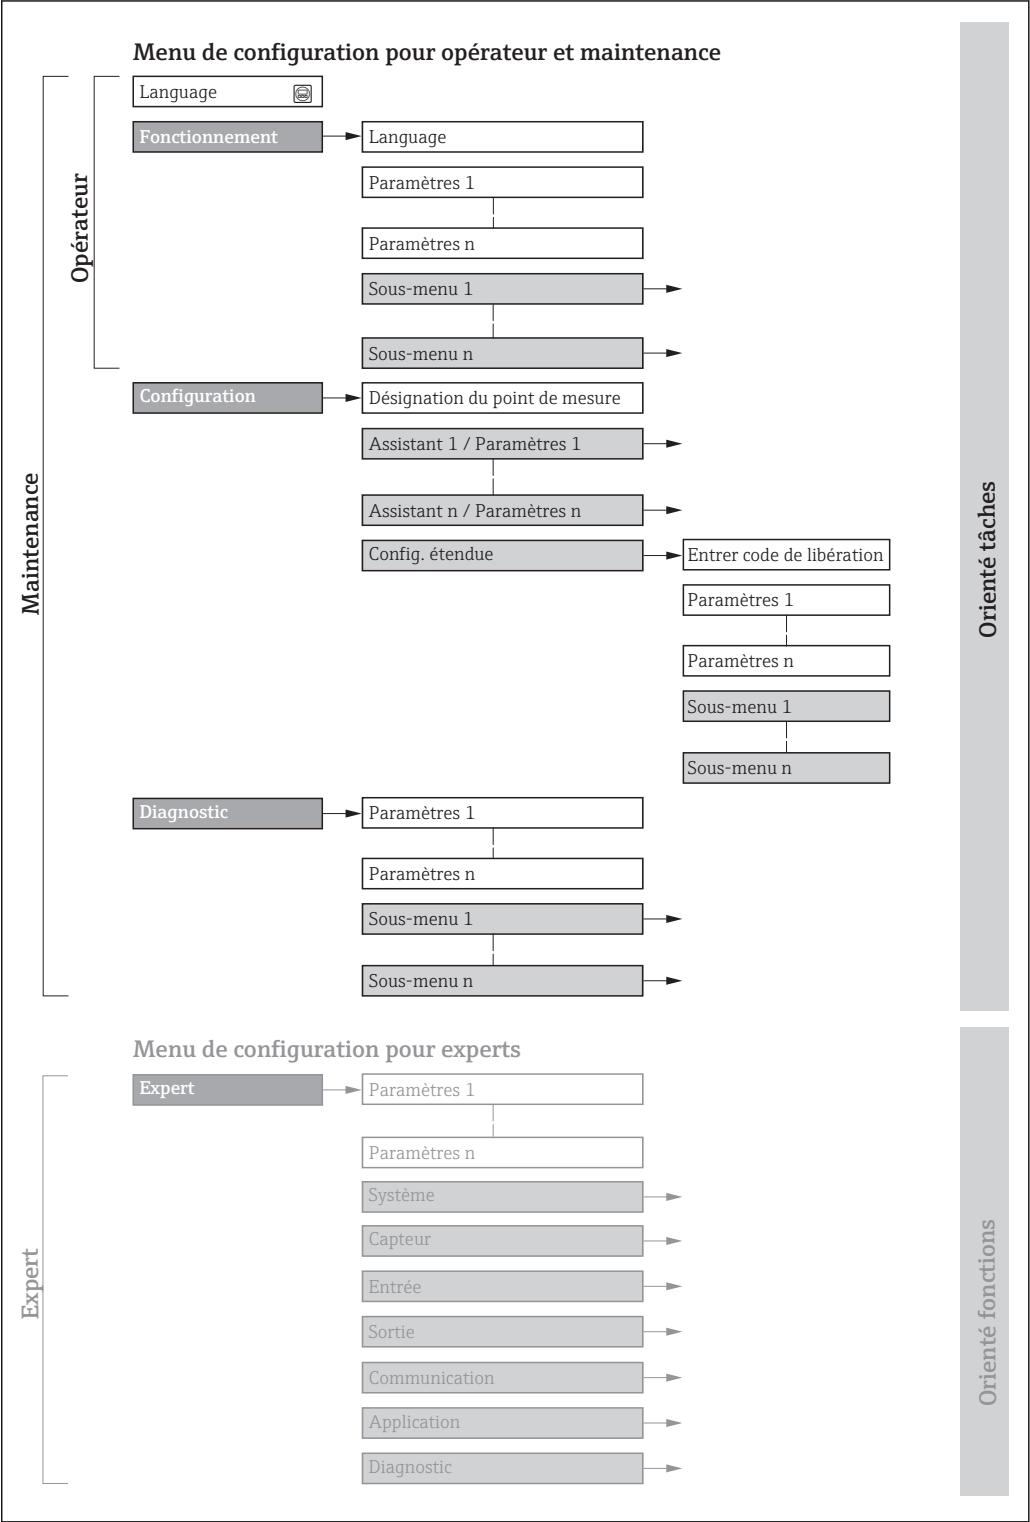 Menu de configuration pour opérateur et maintenance
Maintenance
Opérateur
Language
Fonctionnement
Language
Paramètres 1
Paramètres n
Sous-menu 1
Sous-menu n
Configuration
Désignation du point de mesure
Assistant 1 / Paramètres 1
Assistant n / Paramètres n
Config. étendue
Entrer code de libération
Paramètres 1
Paramètres n
Sous-menu 1
Sous-menu n
Diagnostic
Paramètres 1
Paramètres n
Sous-menu 1
Sous-menu n
Orienté tâches
Menu de configuration pour experts
Expert
Expert
Paramètres 1
Paramètres n
Système
Capteur
Entrée
Sortie
Communication
Application
Diagnostic
Orienté fonctions